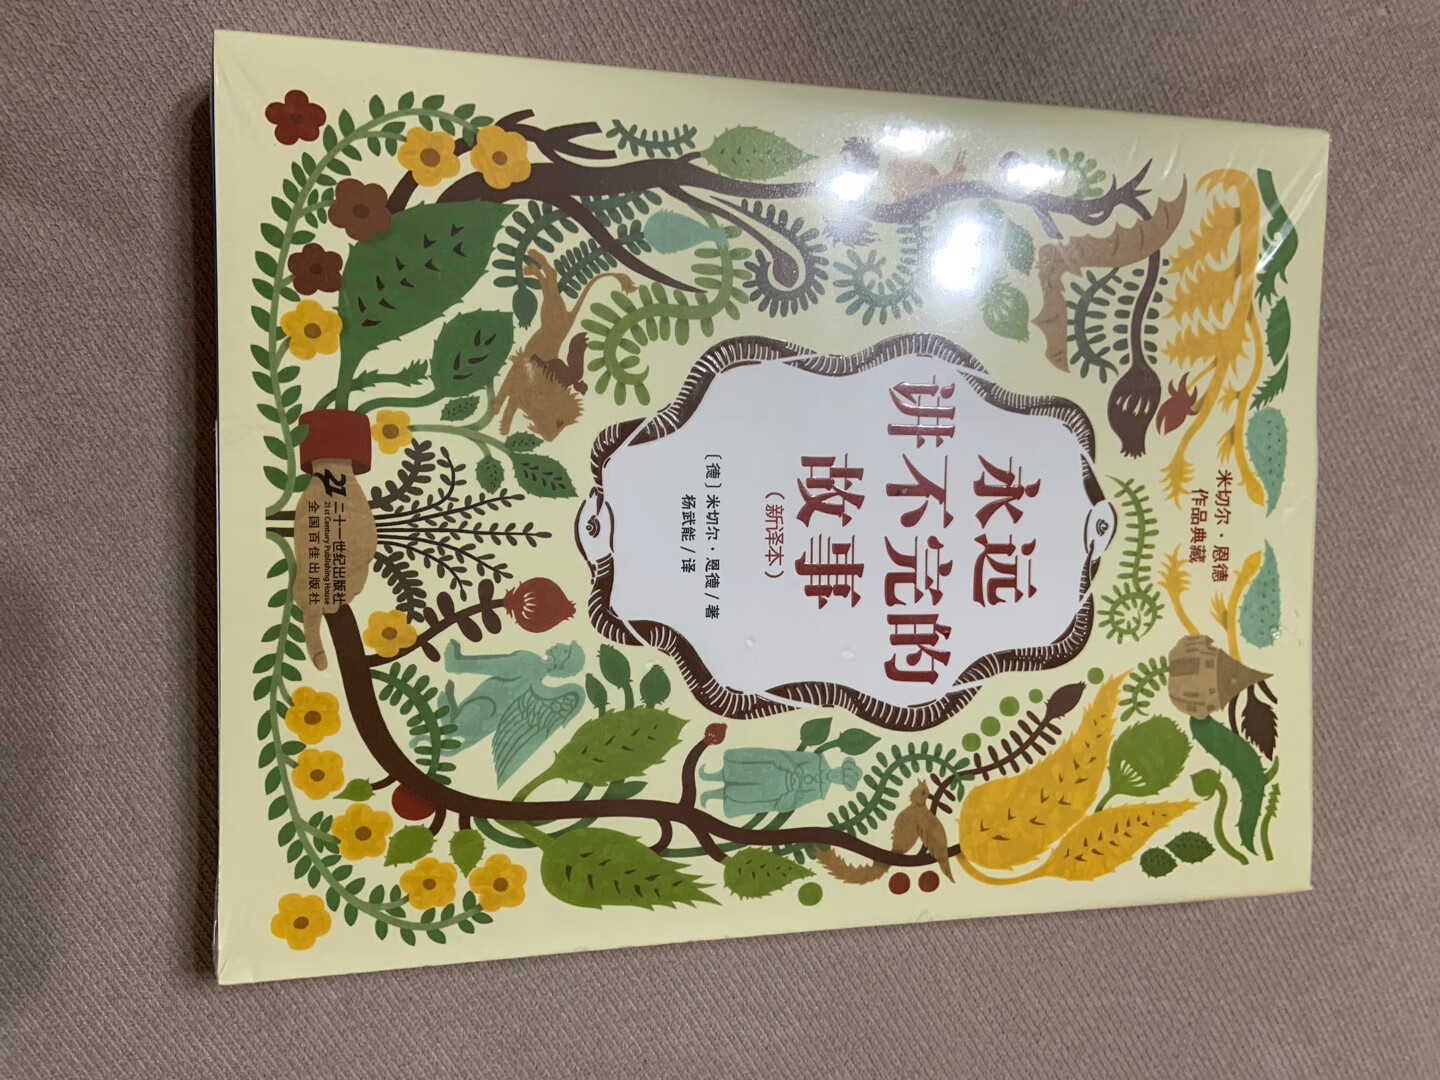 米切尔·恩德
作品典藏
永远
讲不完的
故事
(新译本)
〔德〕米切尔·恩德/著
杨武能/译
21
二十一世纪出版社
21st Century Publishing House
全国百佳出版社